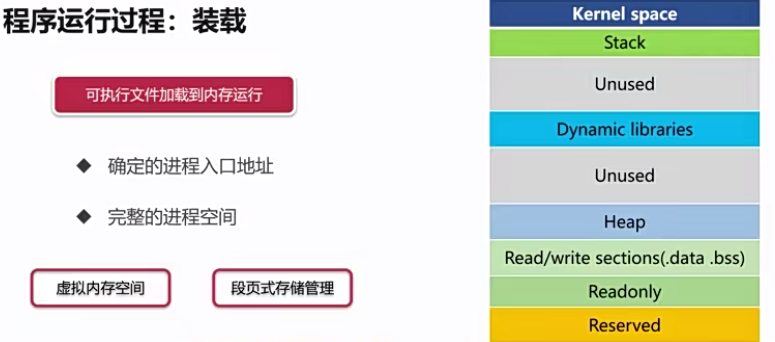 程序运行过程：装载
可执行文件加载到内存运行
◆ 确定的进程入口地址
◆ 完整的进程空间
虚拟内存空间
段页式存储管理
Kernel space
Stack
Unused
Dynamic libraries
Unused
Heap
Read/write sections(.data .bss)
Readonly
Reserved